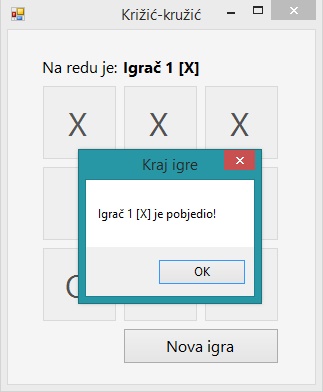 Križić-kružić
Na redu je: Igrač 1 [X]
X X X
Kraj igre
Igrač 1 [X] je pobjedio!
OK
Nova igra